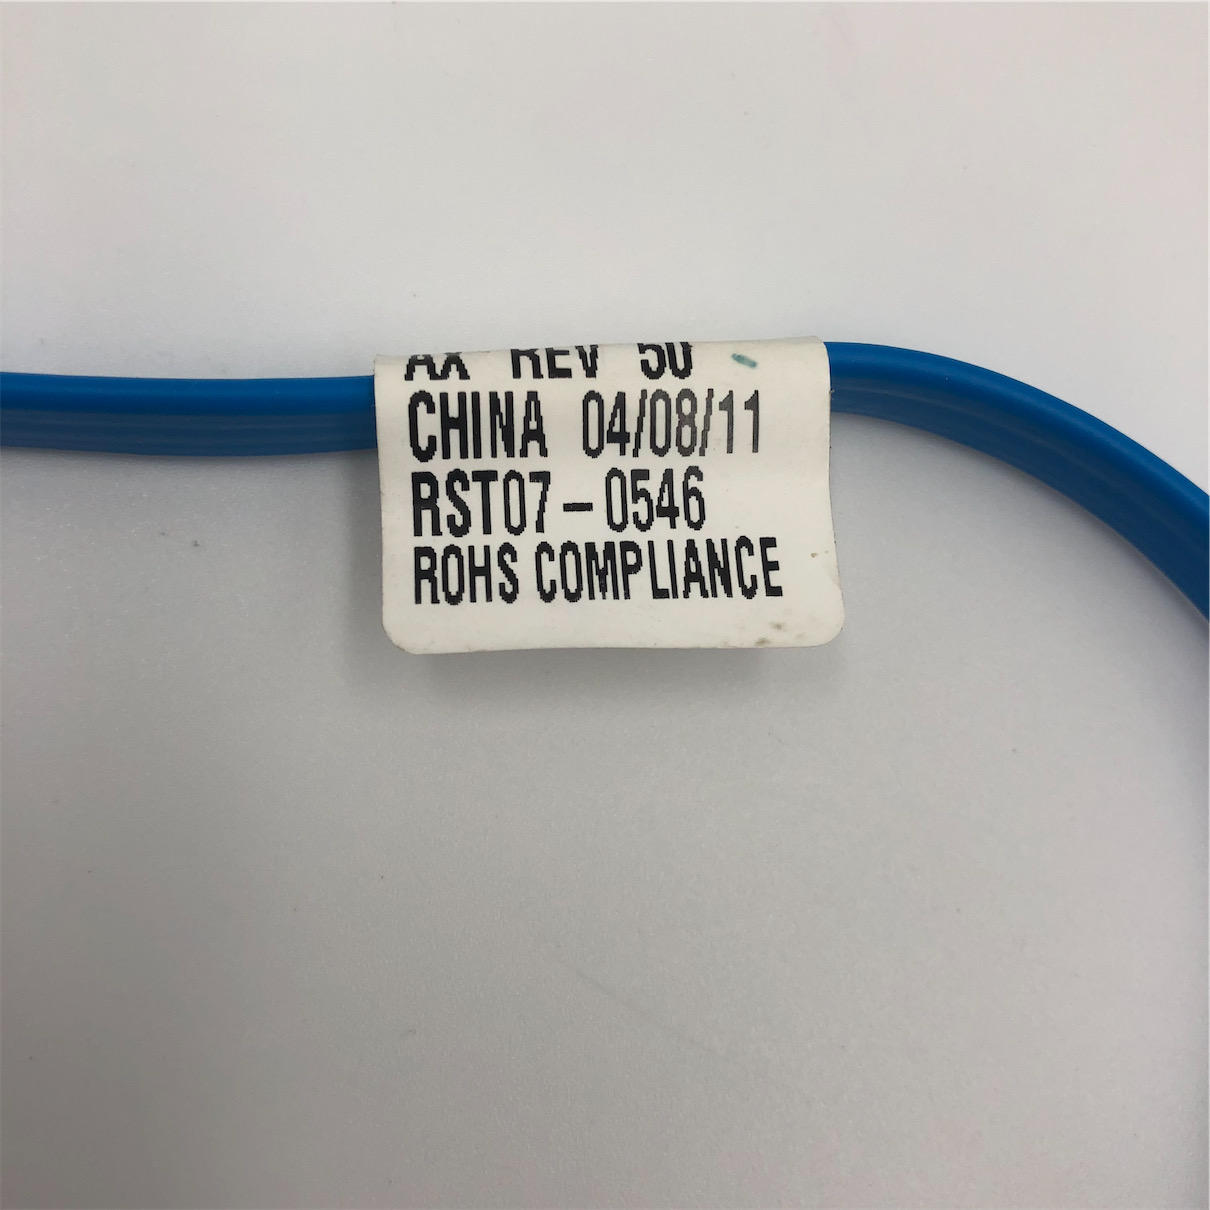 AX REV 50
CHINA 04/08/11
RST07-0546
ROHS COMPLIANCE